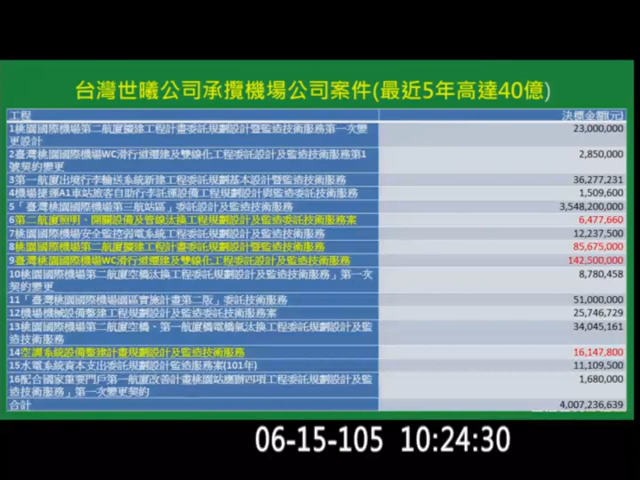 台灣世曦公司承攬機場公司案件(最近5年高達40億)
工程 決標金額(元)
1桃園國際機場第二航廈擴建工程計畫委託規劃設計暨監造技術服務第一次變 23,000,000
更設計
2臺灣桃園國際機場WC滑行道遷建及雙線化工程委託設計及監造技術服務第1 2,850,000
號契約變更
3第一航廈出境行李輸送系統新建工程委託規劃基本設計暨監造服務 36,277,231
4機場捷運A1車站旅客自助行李託運設備工程規劃設計與監造委託技術服務 1,509,600
5「臺灣桃園國際機場第三航站區」委託設計及監造技術服務 3,548,200,000
6第二航廈照明、開關設備及管線汰換工程規劃設計及監造委託技術服務案 6,477,660
7桃園國際機場安全監控弱電系統工程委託設計及監造技術服務 12,237,500
8桃園國際機場第二航廈擴建工程計畫委託規劃設計暨監造技術服務 85,675,000
9臺灣桃園國際機場WC滑行道遷建及雙線化工程委託設計及監造技術服務 142,500,000
10桃園國際機場第二航廈空橋汰換工程委託規劃設計及監造技術服務」第一次 8,780,458
契約變更
11「臺灣桃園國際機場園區實施計畫第二版」委託技術服務 51,000,000
12機場機械設備整建工程規劃設計及監造委託技術服務案 25,746,729
13桃園國際機場第二航廈空橋、第一航廈橋電橋氣汰換工程委託規劃設計及監 34,045,161
造技術服務
14空調系統設備整建計畫規劃設計及監造技術服務 16,147,800
15水電系統資本支出委託規劃設計監造服務案(101年) 11,109,500
16配合國家重要門戶第一航廈改善計畫桃園站應辦四項工程委託規劃設計及監 1,680,000
造技術服務」第一次變更契約
合計 4,007,236,639
06-15-105 10:24:30